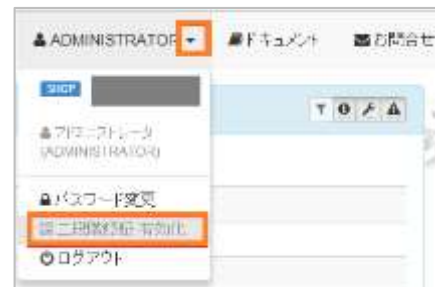 ADMINISTRATOR ドキュメント お問合せ
SHOP
アドミニストレータ
(ADMINISTRATOR)
パスワード変更
二段階認証 有効化
ログアウト